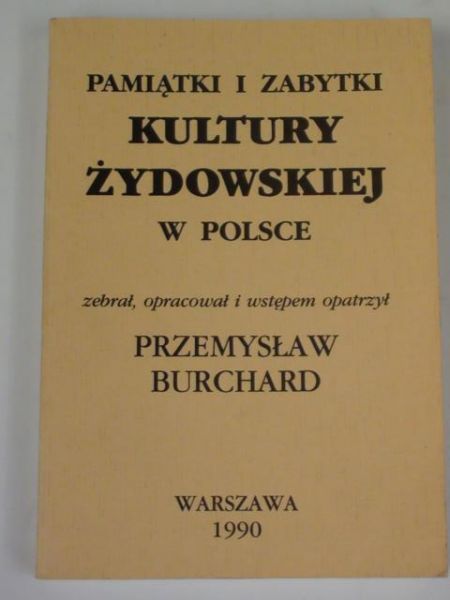 PAMIĄTKI I ZABYTKI
KULTURY
ŻYDOWSKIEJ
W POLSCE
zebrał, opracował i wstępem opatrzył
PRZEMYSŁAW
BURCHARD
WARSZAWA
1990